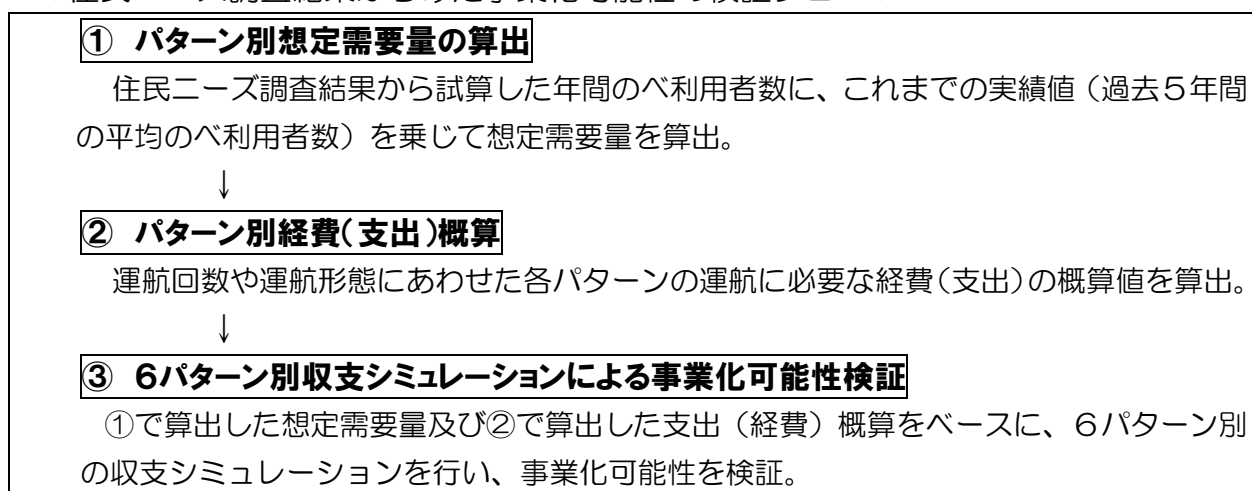 ① パターン別想定需要量の算出
住民ニーズ調査結果から試算した年間のべ利用者数に、これまでの実績値（過去５年間
の平均のべ利用者数）を乗じて想定需要量を算出。
↓
② パターン別経費（支出）概算
運航回数や運航形態にあわせた各パターンの運航に必要な経費（支出）の概算値を算出。
↓
③ ６パターン別収支シミュレーションによる事業化可能性検証
①で算出した想定需要量及び②で算出した支出（経費）概算をベースに、６パターン別
の収支シミュレーションを行い、事業化可能性を検証。